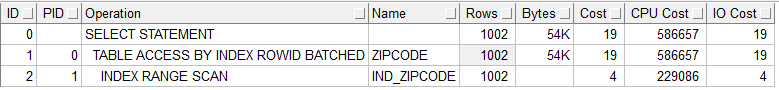 ID PID Operation Name Rows Bytes Cost CPU Cost IO Cost
0 SELECT STATEMENT 1002 54K 19 586657 19
1 0 TABLE ACCESS BY INDEX ROWID BATCHED ZIPCODE 1002 54K 19 586657 19
2 1 INDEX RANGE SCAN IND_ZIPCODE 1002 4 229086 4